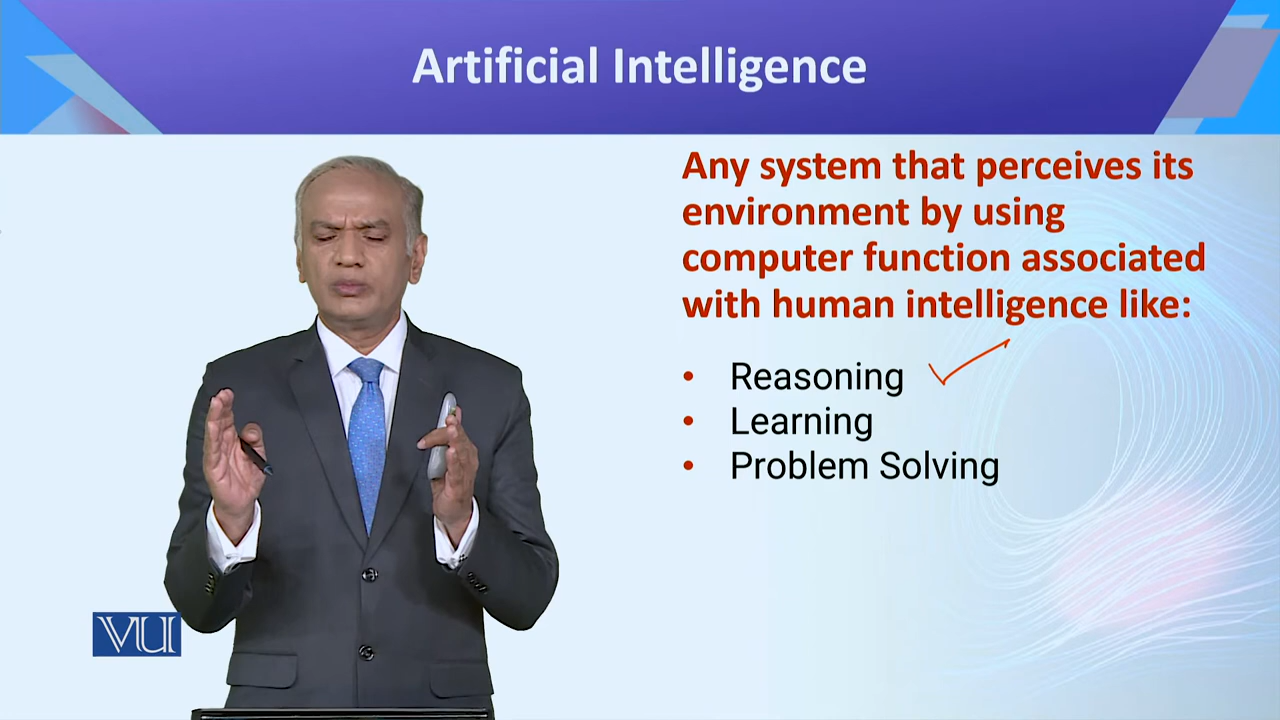 Artificial Intelligence
Any system that perceives its
environment by using
computer function associated
with human intelligence like:
• Reasoning
• Learning
• Problem Solving
VU